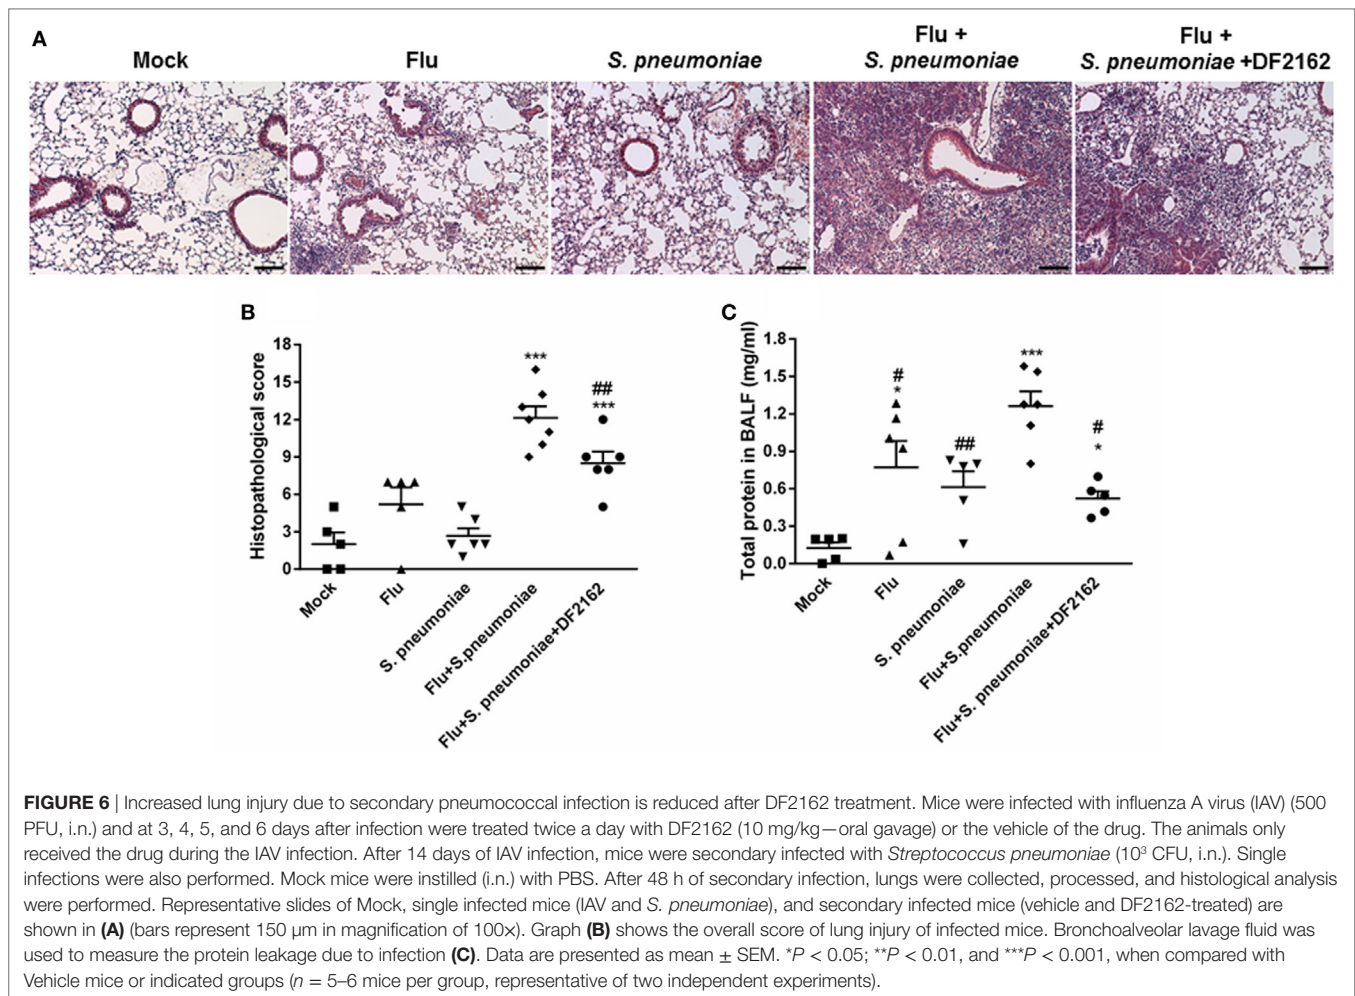 A
Mock
Flu
S. pneumoniae
Flu +
S. pneumoniae
Flu +
S. pneumoniae +DF2162
B
Histopathological score
18
15
12
9
6
3
0
***
##
***
Mock
Flu
S. pneumoniae
Flu+S.pneumoniae
Flu+S. pneumoniae+DF2162
C
Total protein in BALF (mg/ml)
1.8
1.5
1.2
0.9
0.6
0.3
0.0
#
*
##
***
#
*
Mock
Flu
S. pneumoniae
Flu+S.pneumoniae
Flu+S. pneumoniae+DF2162
FIGURE 6 | Increased lung injury due to secondary pneumococcal infection is reduced after DF2162 treatment. Mice were infected with influenza A virus (IAV) (500
PFU, i.n.) and at 3, 4, 5, and 6 days after infection were treated twice a day with DF2162 (10 mg/kg—oral gavage) or the vehicle of the drug. The animals only
received the drug during the IAV infection. After 14 days of IAV infection, mice were secondary infected with Streptococcus pneumoniae (10³ CFU, i.n.). Single
infections were also performed. Mock mice were instilled (i.n.) with PBS. After 48 h of secondary infection, lungs were collected, processed, and histological analysis
were performed. Representative slides of Mock, single infected mice (IAV and S. pneumoniae), and secondary infected mice (vehicle and DF2162-treated) are
shown in (A) (bars represent 150 µm in magnification of 100×). Graph (B) shows the overall score of lung injury of infected mice. Bronchoalveolar lavage fluid was
used to measure the protein leakage due to infection (C). Data are presented as mean ± SEM. *P < 0.05; **P < 0.01, and ***P < 0.001, when compared with
Vehicle mice or indicated groups (n = 5–6 mice per group, representative of two independent experiments).